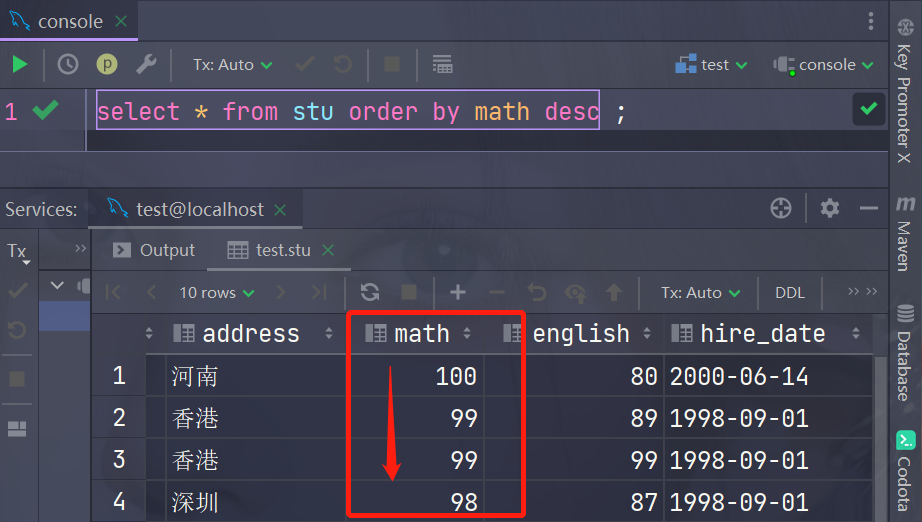 console
Tx: Auto
test
console
1 select * from stu order by math desc ;
Services:
test@localhost
Tx
Output
test.stu
10 rows
Tx: Auto
DDL
address math english hire_date
1 河南 100 80 2000-06-14
2 香港 99 89 1998-09-01
3 香港 99 99 1998-09-01
4 深圳 98 87 1998-09-01
Key Promoter X
m
Maven
Database
Codota